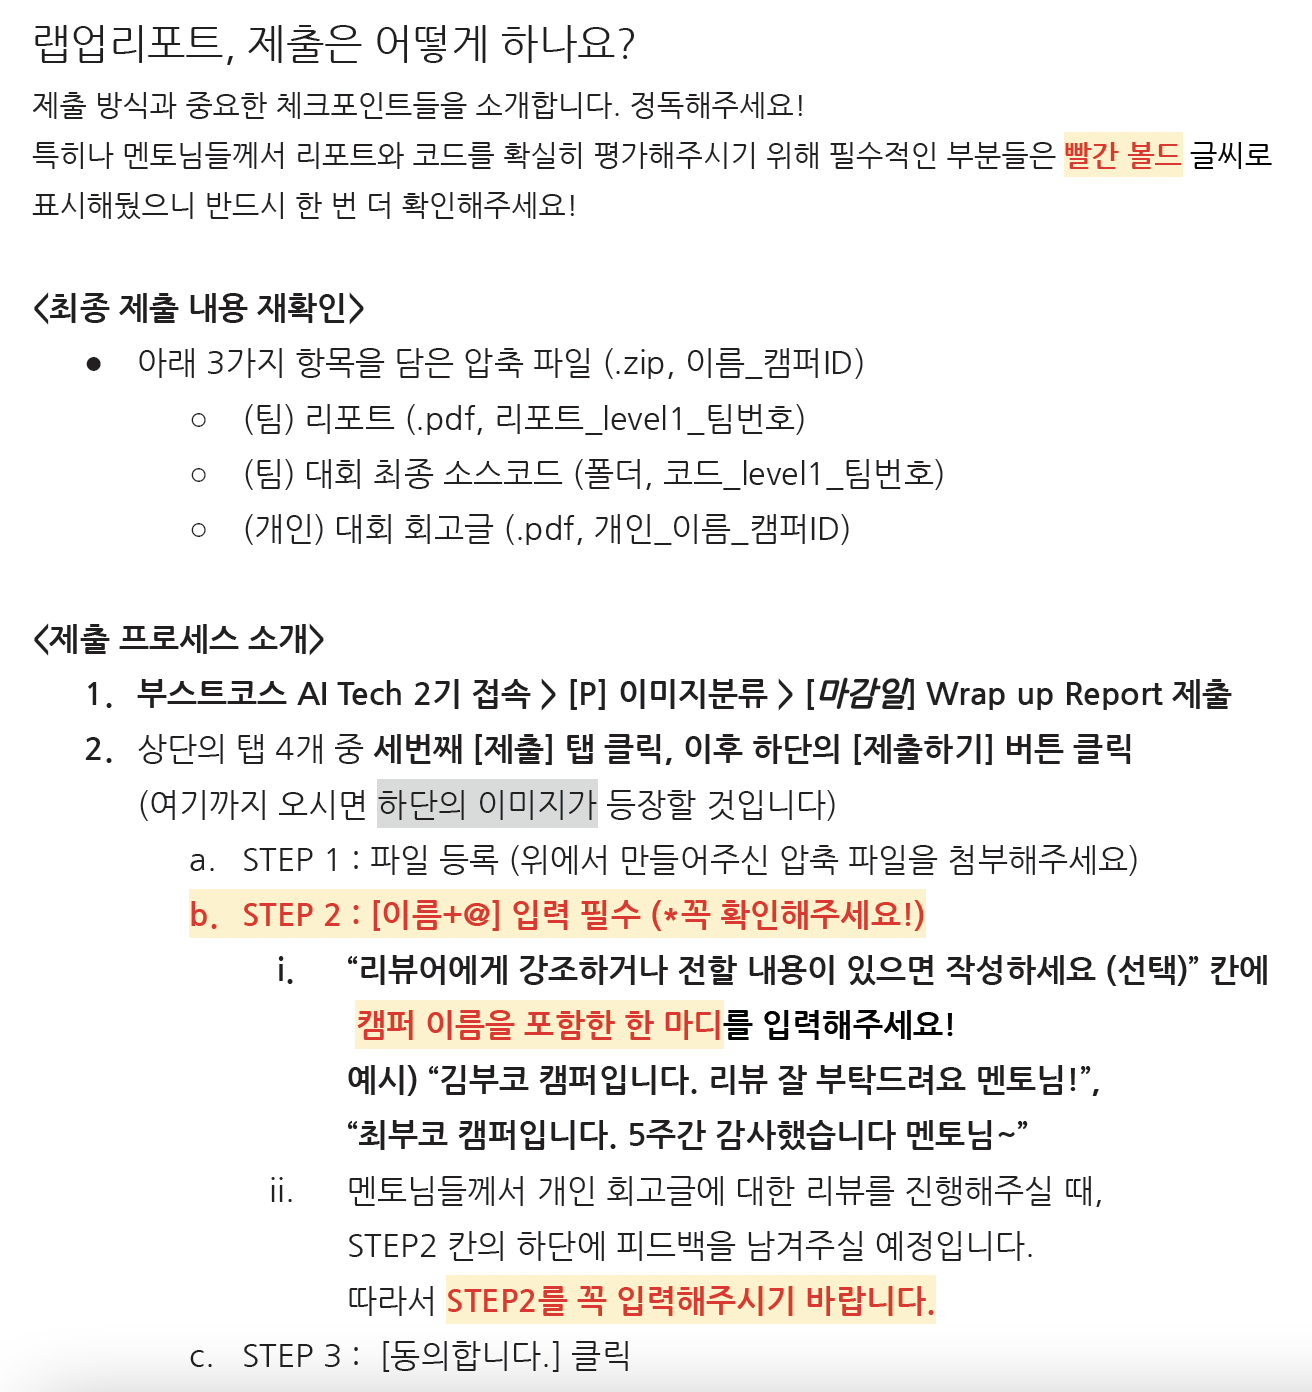 랩업리포트, 제출은 어떻게 하나요?
제출 방식과 중요한 체크포인트들을 소개합니다. 정독해주세요!
특히나 멘토님들께서 리포트와 코드를 확실히 평가해주시기 위해 필수적인 부분들은 빨간 볼드 글씨로
표시해뒀으니 반드시 한 번 더 확인해주세요!
<최종 제출 내용 재확인>
● 아래 3가지 항목을 담은 압축 파일 (.zip, 이름_캠퍼ID)
○ (팀) 리포트 (.pdf, 리포트_level1_팀번호)
○ (팀) 대회 최종 소스코드 (폴더, 코드_level1_팀번호)
○ (개인) 대회 회고글 (.pdf, 개인_이름_캠퍼ID)
<제출 프로세스 소개>
1. 부스트코스 AI Tech 2기 접속 > [P] 이미지분류 > [마감일] Wrap up Report 제출
2. 상단의 탭 4개 중 세번째 [제출] 탭 클릭, 이후 하단의 [제출하기] 버튼 클릭
(여기까지 오시면 하단의 이미지가 등장할 것입니다)
a. STEP 1 : 파일 등록 (위에서 만들어주신 압축 파일을 첨부해주세요)
b. STEP 2 : [이름+@] 입력 필수 (*꼭 확인해주세요!)
i. “리뷰어에게 강조하거나 전할 내용이 있으면 작성하세요 (선택)” 칸에
캠퍼 이름을 포함한 한 마디를 입력해주세요!
예시) “김부코 캠퍼입니다. 리뷰 잘 부탁드려요 멘토님!”,
“최부코 캠퍼입니다. 5주간 감사했습니다 멘토님~”
ii. 멘토님들께서 개인 회고글에 대한 리뷰를 진행해주실 때,
STEP2 칸의 하단에 피드백을 남겨주실 예정입니다.
따라서 STEP2를 꼭 입력해주시기 바랍니다.
c. STEP 3 : [동의합니다.] 클릭